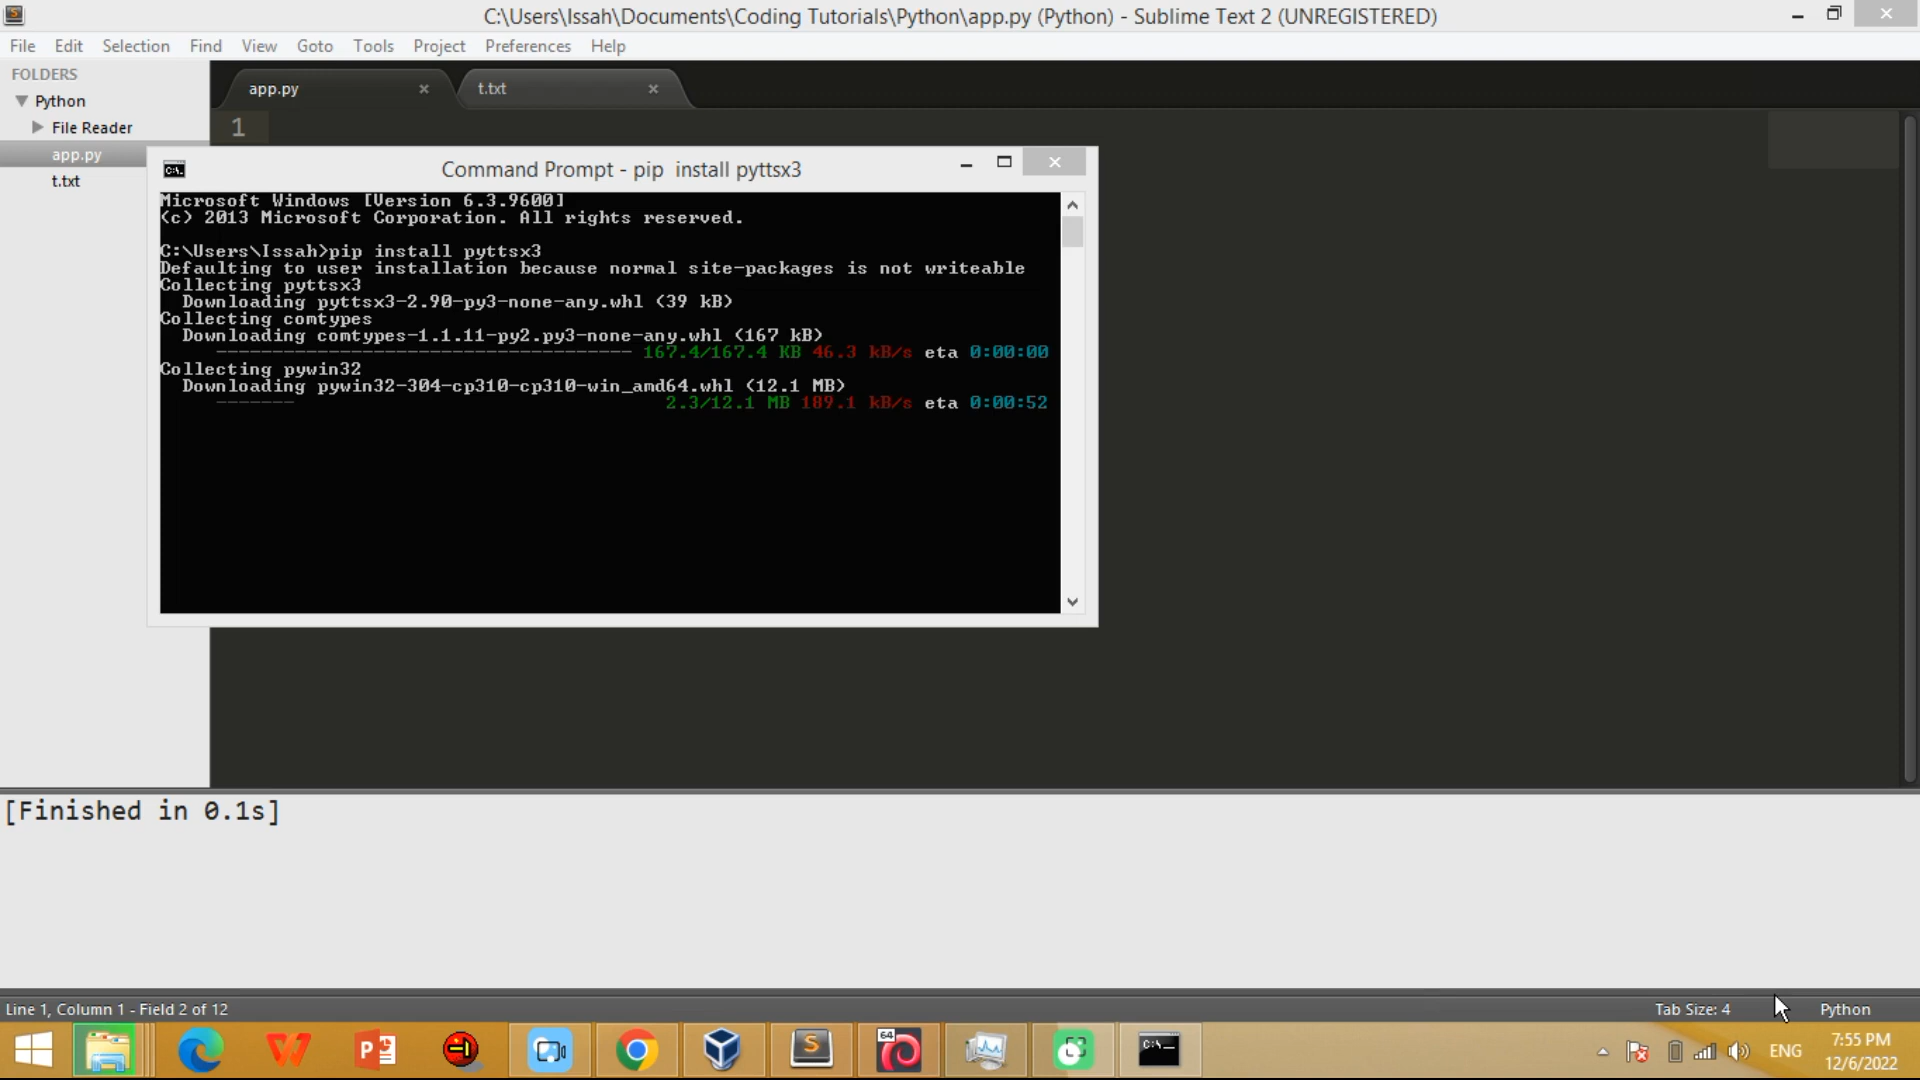 C:\Users\Issah\Documents\Coding Tutorials\Python\app.py (Python) - Sublime Text 2 (UNREGISTERED)
File Edit Selection Find View Goto Tools Project Preferences Help
FOLDERS
Python
File Reader
app.py
t.txt
app.py
t.txt
1
Command Prompt - pip  install pyttsx3
Microsoft Windows [Version 6.3.9600]
(c) 2013 Microsoft Corporation. All rights reserved.
C:\Users\Issah>pip install pyttsx3
Defaulting to user installation because normal site-packages is not writeable
Collecting pyttsx3
Downloading pyttsx3-2.90-py3-none-any.whl (39 kB)
Collecting comtypes
Downloading comtypes-1.1.11-py2.py3-none-any.whl (167 kB)
------------------------------------- 167.4/167.4 KB 46.3 kB/s eta 0:00:00
Collecting pywin32
Downloading pywin32-304-cp310-cp310-win_amd64.whl (12.1 MB)
------- 2.3/12.1 MB 189.1 kB/s eta 0:00:52
[Finished in 0.1s]
Line 1, Column 1 - Field 2 of 12
Tab Size: 4
Python
ENG
7:55 PM
12/6/2022